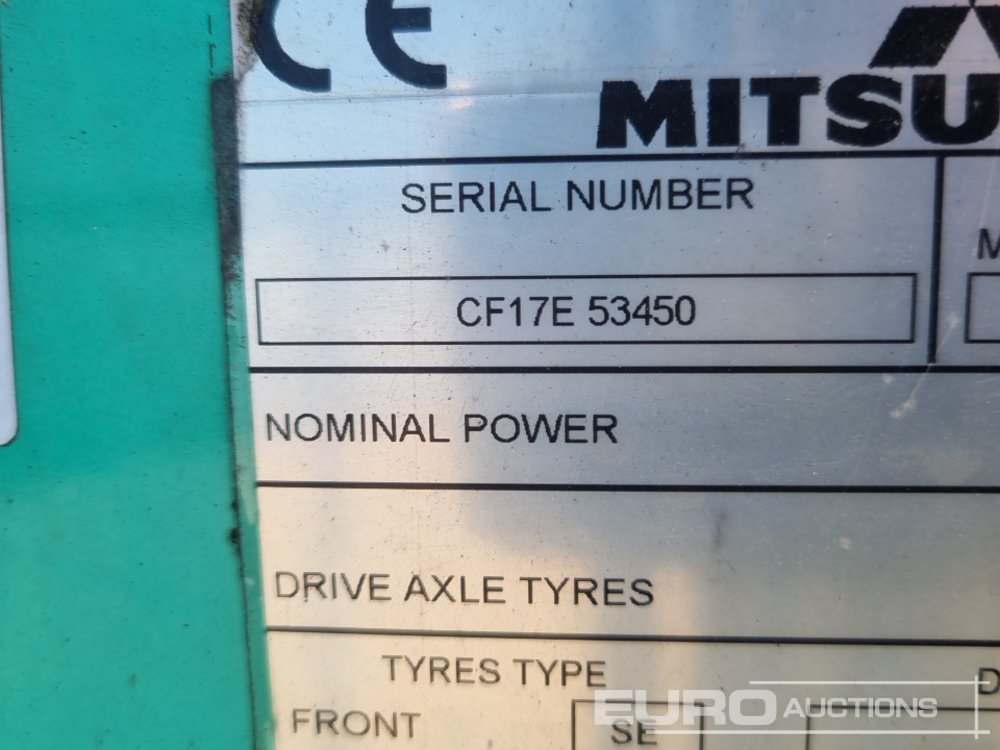 CE
MITSU
SERIAL NUMBER
M
CF17E 53450
NOMINAL POWER
DRIVE AXLE TYRES
TYRES TYPE
D
FRONT
SE
EURO AUCTIONS